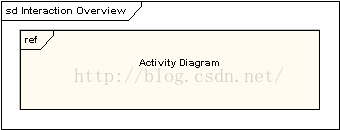 sd Interaction Overview
ref
Activity Diagram
http://blog.csdn.net/